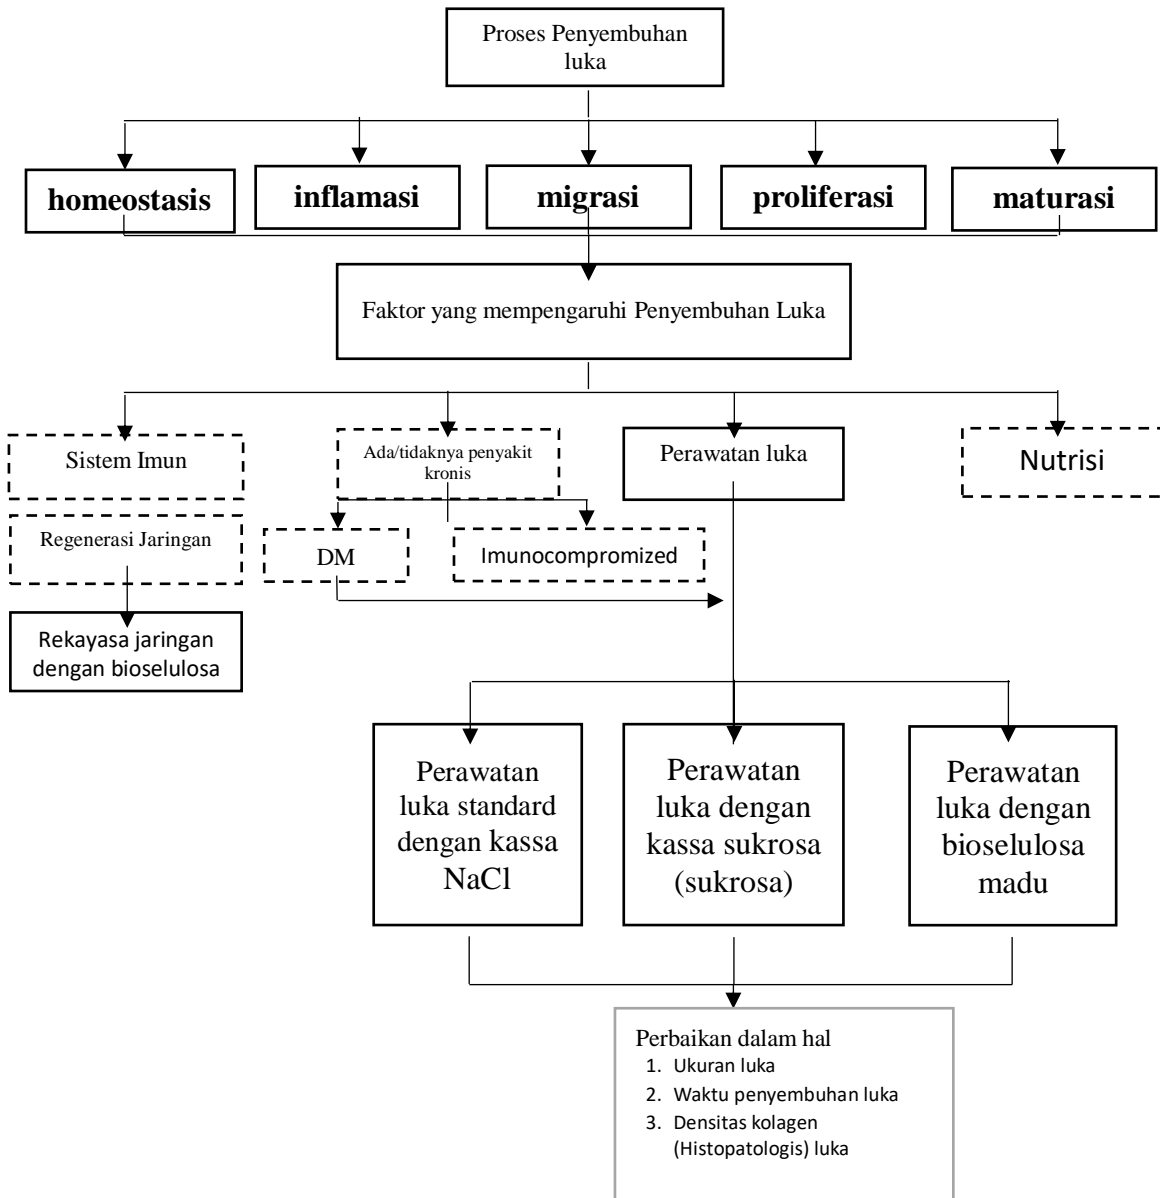 Proses Penyembuhan
luka
homeostasis
inflamasi
migrasi
proliferasi
maturasi
Faktor yang mempengaruhi Penyembuhan Luka
Sistem Imun
Ada/tidaknya penyakit
kronis
Perawatan luka
Nutrisi
Regenerasi Jaringan
DM
Imunocompromized
Rekayasa jaringan
dengan bioselulosa
Perawatan
luka standard
dengan kassa
NaCl
Perawatan
luka dengan
kassa sukrosa
(sukrosa)
Perawatan
luka dengan
bioselulosa
madu
Perbaikan dalam hal
1. Ukuran luka
2. Waktu penyembuhan luka
3. Densitas kolagen
(Histopatologis) luka